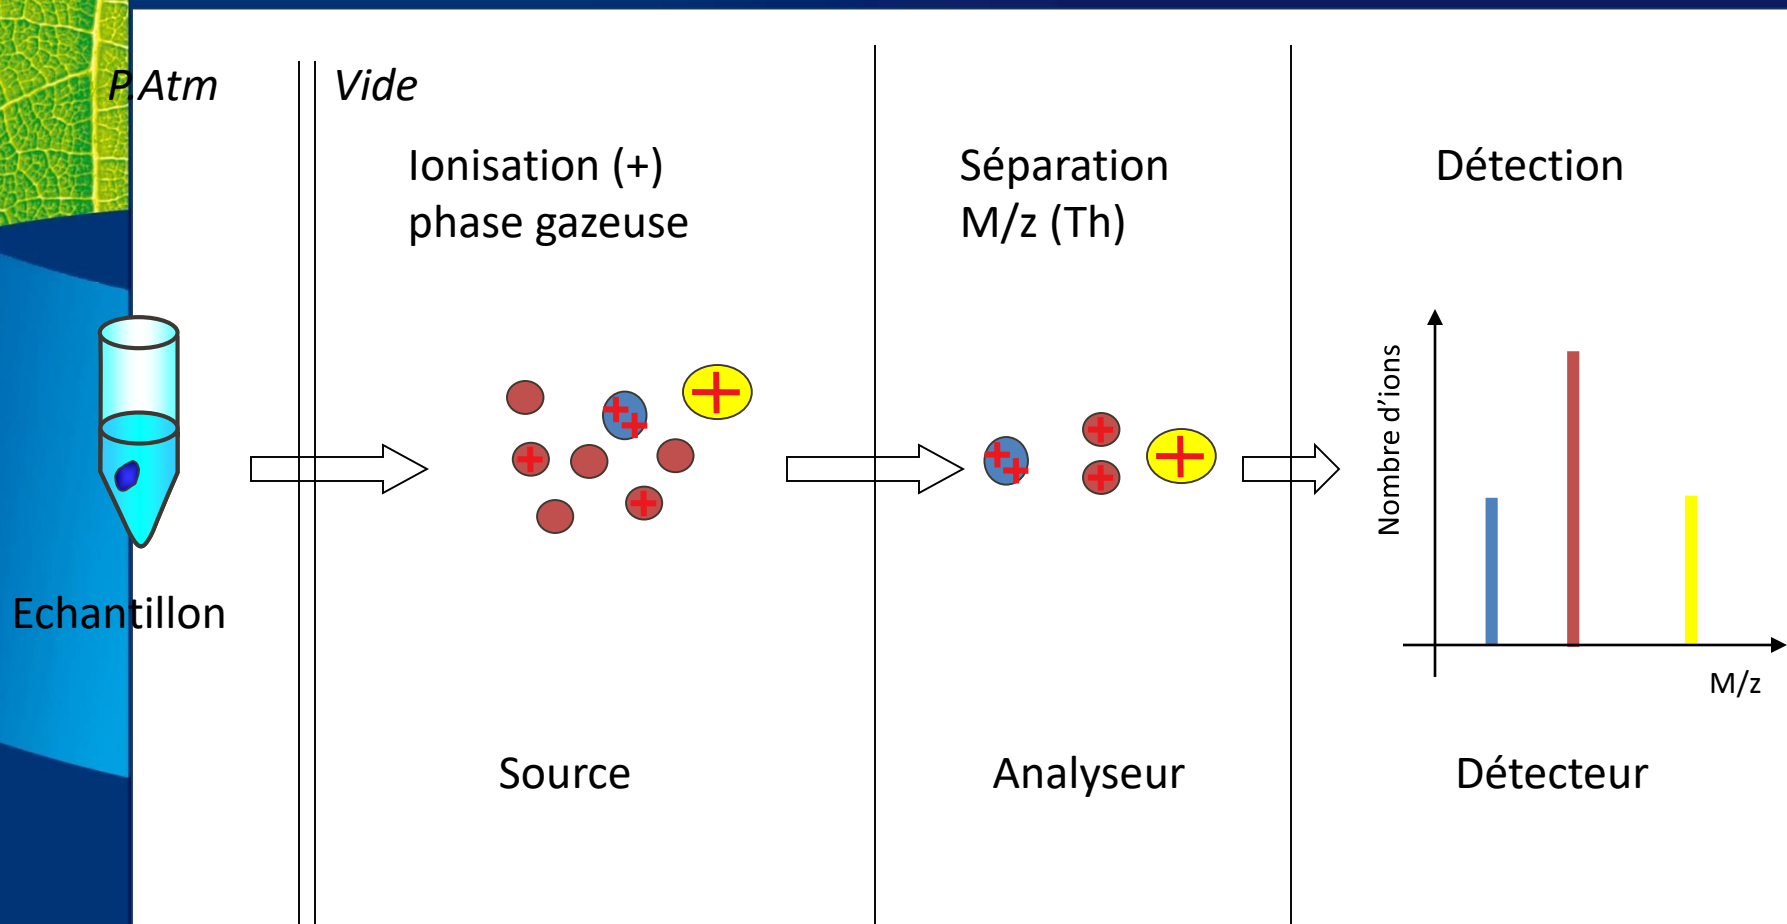 P.Atm
Vide
Ionisation (+)
phase gazeuse
Séparation
M/z (Th)
Détection
Nombre d’ions
M/z
Echantillon
Source
Analyseur
Détecteur